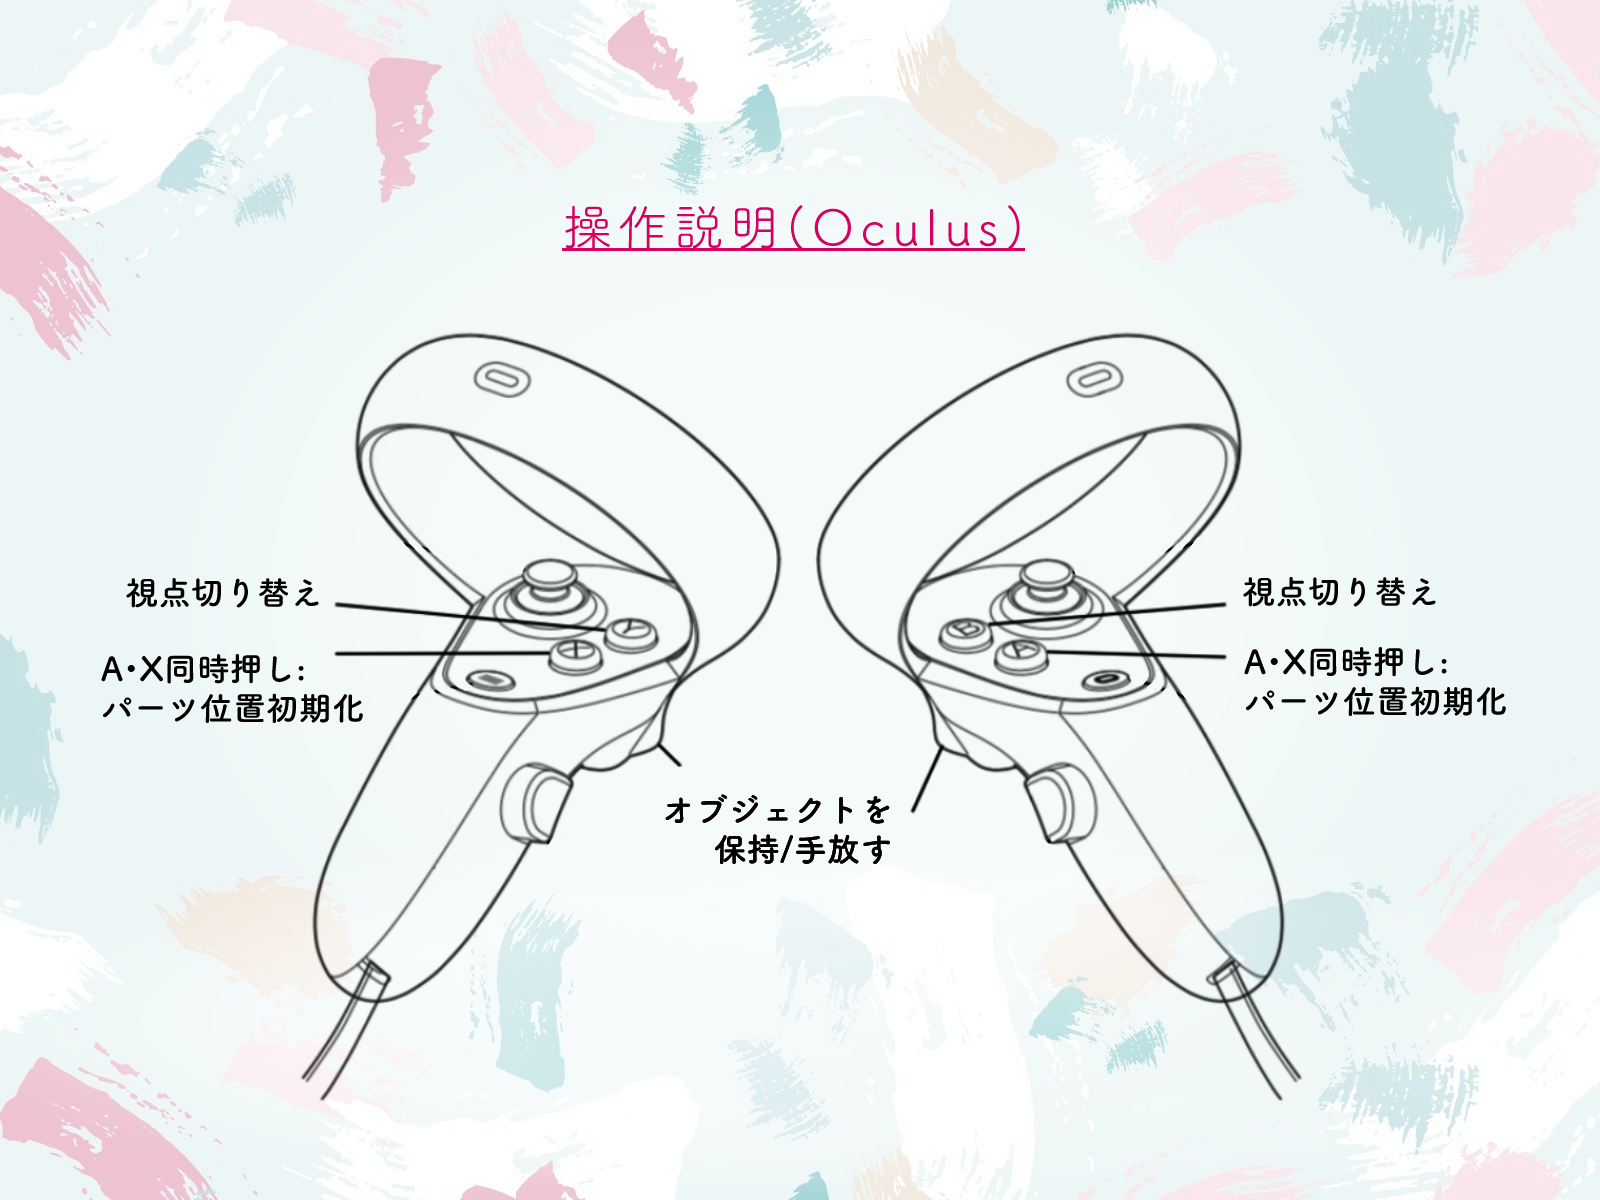 操作説明(Oculus)
視点切り替え
A・X同時押し:
パーツ位置初期化
視点切り替え
A・X同時押し:
パーツ位置初期化
オブジェクトを
保持/手放す
Y
X
B
A